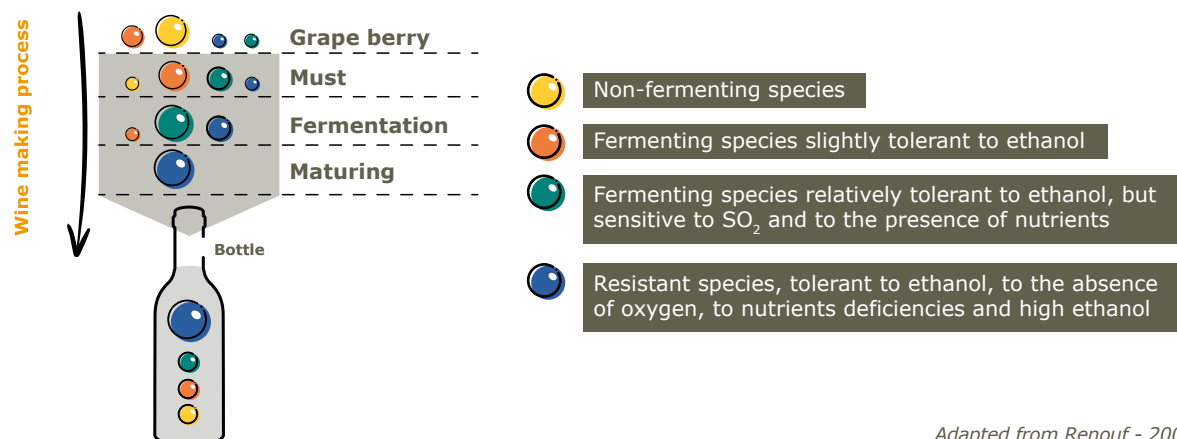 Wine making process
Grape berry
Must
Fermentation
Maturing
Bottle
Non-fermenting species
Fermenting species slightly tolerant to ethanol
Fermenting species relatively tolerant to ethanol, but
sensitive to SO₂ and to the presence of nutrients
Resistant species, tolerant to ethanol, to the absence
of oxygen, to nutrients deficiencies and high ethanol
Adapted from Renouf -